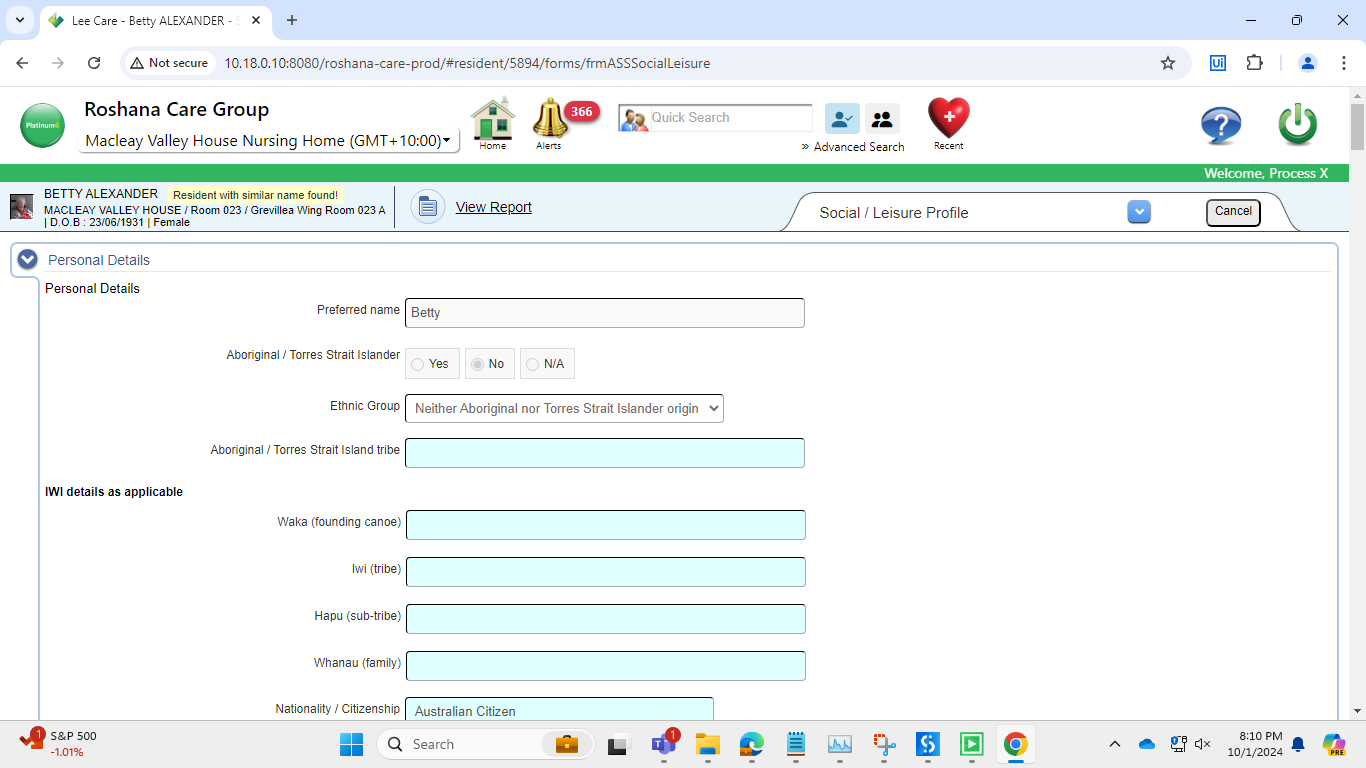 Lee Care - Betty ALEXANDER - S
Not secure
10.18.0.10:8080/roshana-care-prod/#resident/5894/forms/frmASSSocialLeisure
Platinum6
Roshana Care Group
Macleay Valley House Nursing Home (GMT+10:00)
Home
Alerts
366
Quick Search
» Advanced Search
Recent
Welcome, Process X
BETTY ALEXANDER Resident with similar name found!
MACLEAY VALLEY HOUSE / Room 023 / Grevillea Wing Room 023 A
| D.O.B : 23/06/1931 | Female
View Report
Social / Leisure Profile
Cancel
Personal Details
Personal Details
Preferred name Betty
Aboriginal / Torres Strait Islander Yes No N/A
Ethnic Group Neither Aboriginal nor Torres Strait Islander origin
Aboriginal / Torres Strait Island tribe
IWI details as applicable
Waka (founding canoe)
Iwi (tribe)
Hapu (sub-tribe)
Whanau (family)
Nationality / Citizenship Australian Citizen
1
S&P 500
-1.01%
Search
1
8:10 PM
10/1/2024
PRE